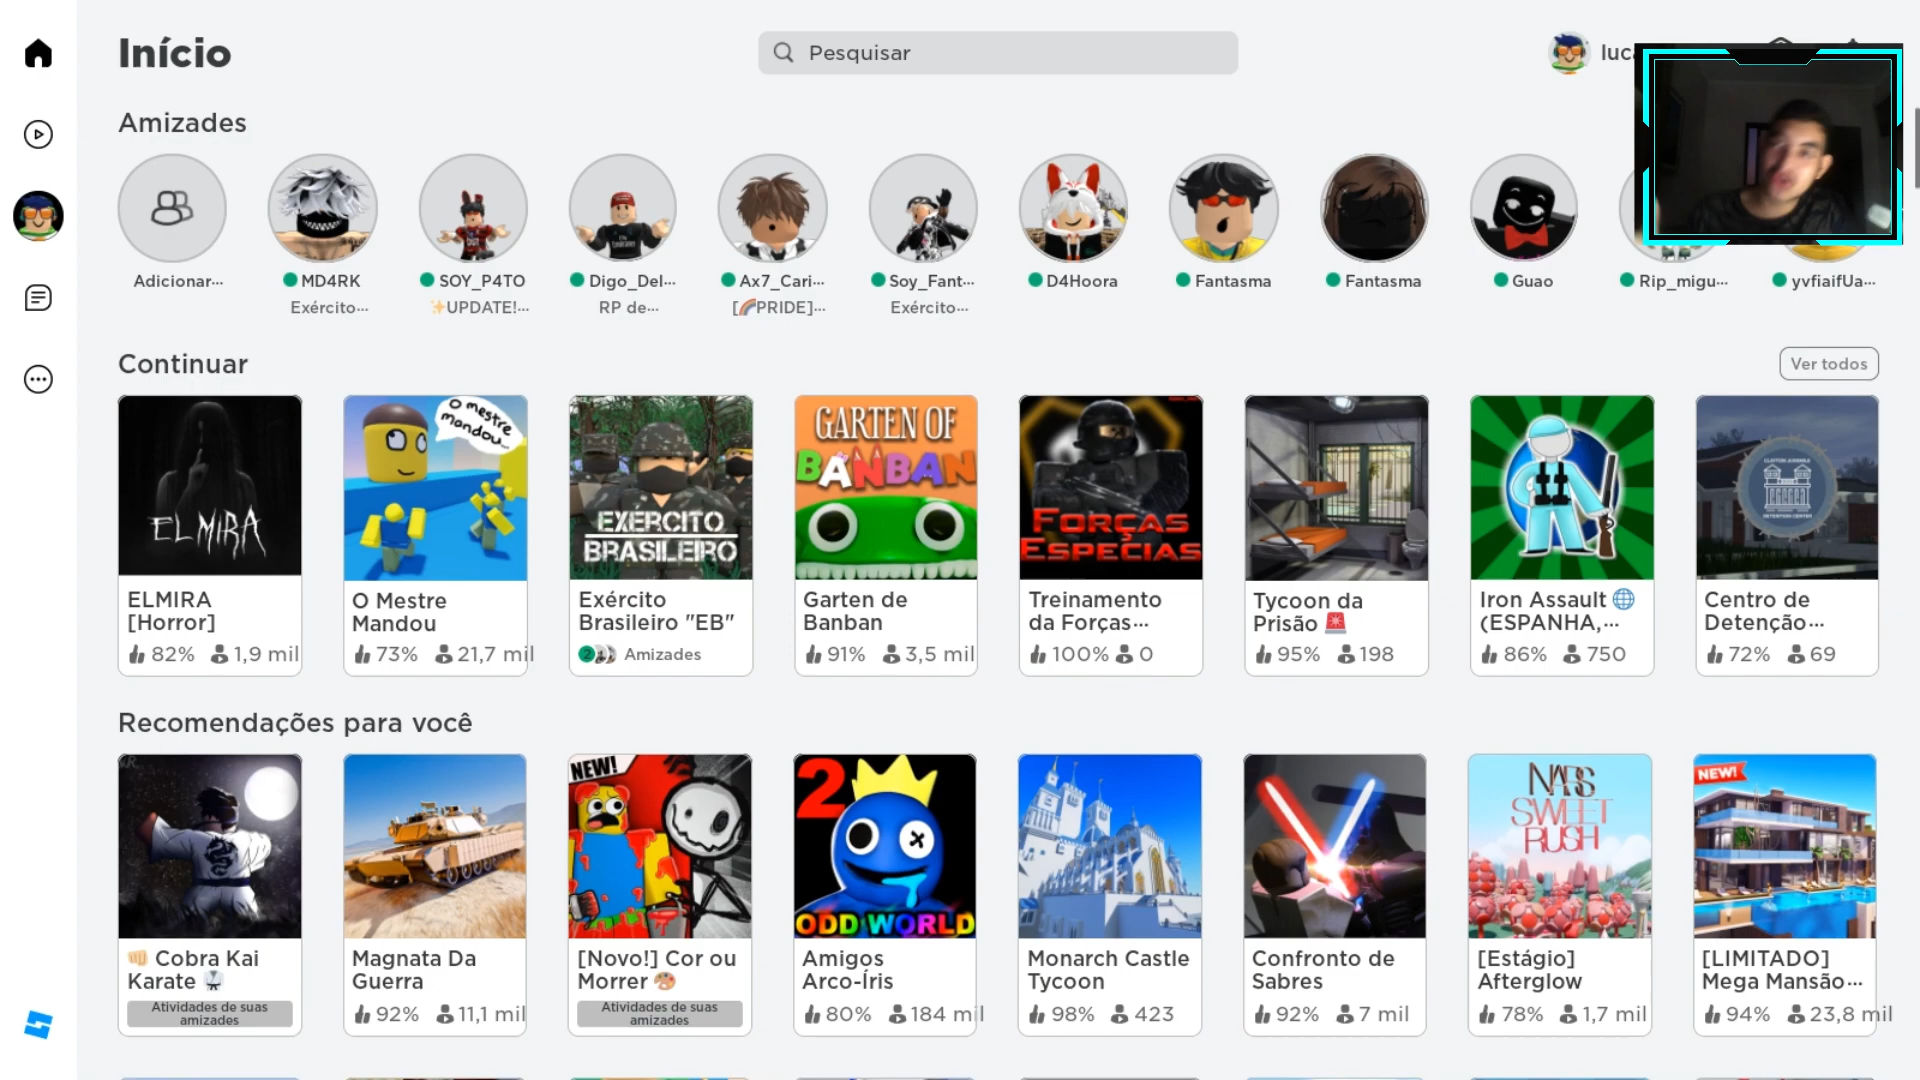 Início
Pesquisar
Amizades
Adicionar...
MD4RK
Exército...
SOY_P4TO
✨UPDATE!...
Digo_Del...
RP de...
Ax7_Cari...
[🌈PRIDE]...
Soy_Fant...
Exército...
D4Hoora
Fantasma
Fantasma
Guao
Rip_migu...
yvfiaifUa...
Continuar
Ver todos
ELMIRA
O mestre
mandou...
EXÉRCITO
BRASILEIRO
GARTEN OF
BANBAN
FORÇAS
ESPECIAS
ELMIRA
[Horror]
82% 1,9 mil
O Mestre
Mandou
73% 21,7 mil
Exército
Brasileiro "EB"
2 Amizades
Garten de
Banban
91% 3,5 mil
Treinamento
da Forças...
100% 0
Tycoon da
Prisão 🚨
95% 198
Iron Assault 🌐
(ESPANHA,...
86% 750
Centro de
Detenção...
72% 69
Recomendações para você
NEW!
2
ODD WORLD
NARS
SWEET
RUSH
NEW!
👊 Cobra Kai
Karate 🥋
Atividades de suas
amizades
Magnata Da
Guerra
92% 11,1 mil
[Novo!] Cor ou
Morrer 🎨
Atividades de suas
amizades
Amigos
Arco-Íris
80% 184 mil
Monarch Castle
Tycoon
98% 423
Confronto de
Sabres
92% 7 mil
[Estágio]
Afterglow
78% 1,7 mil
[LIMITADO]
Mega Mansão...
94% 23,8 mil